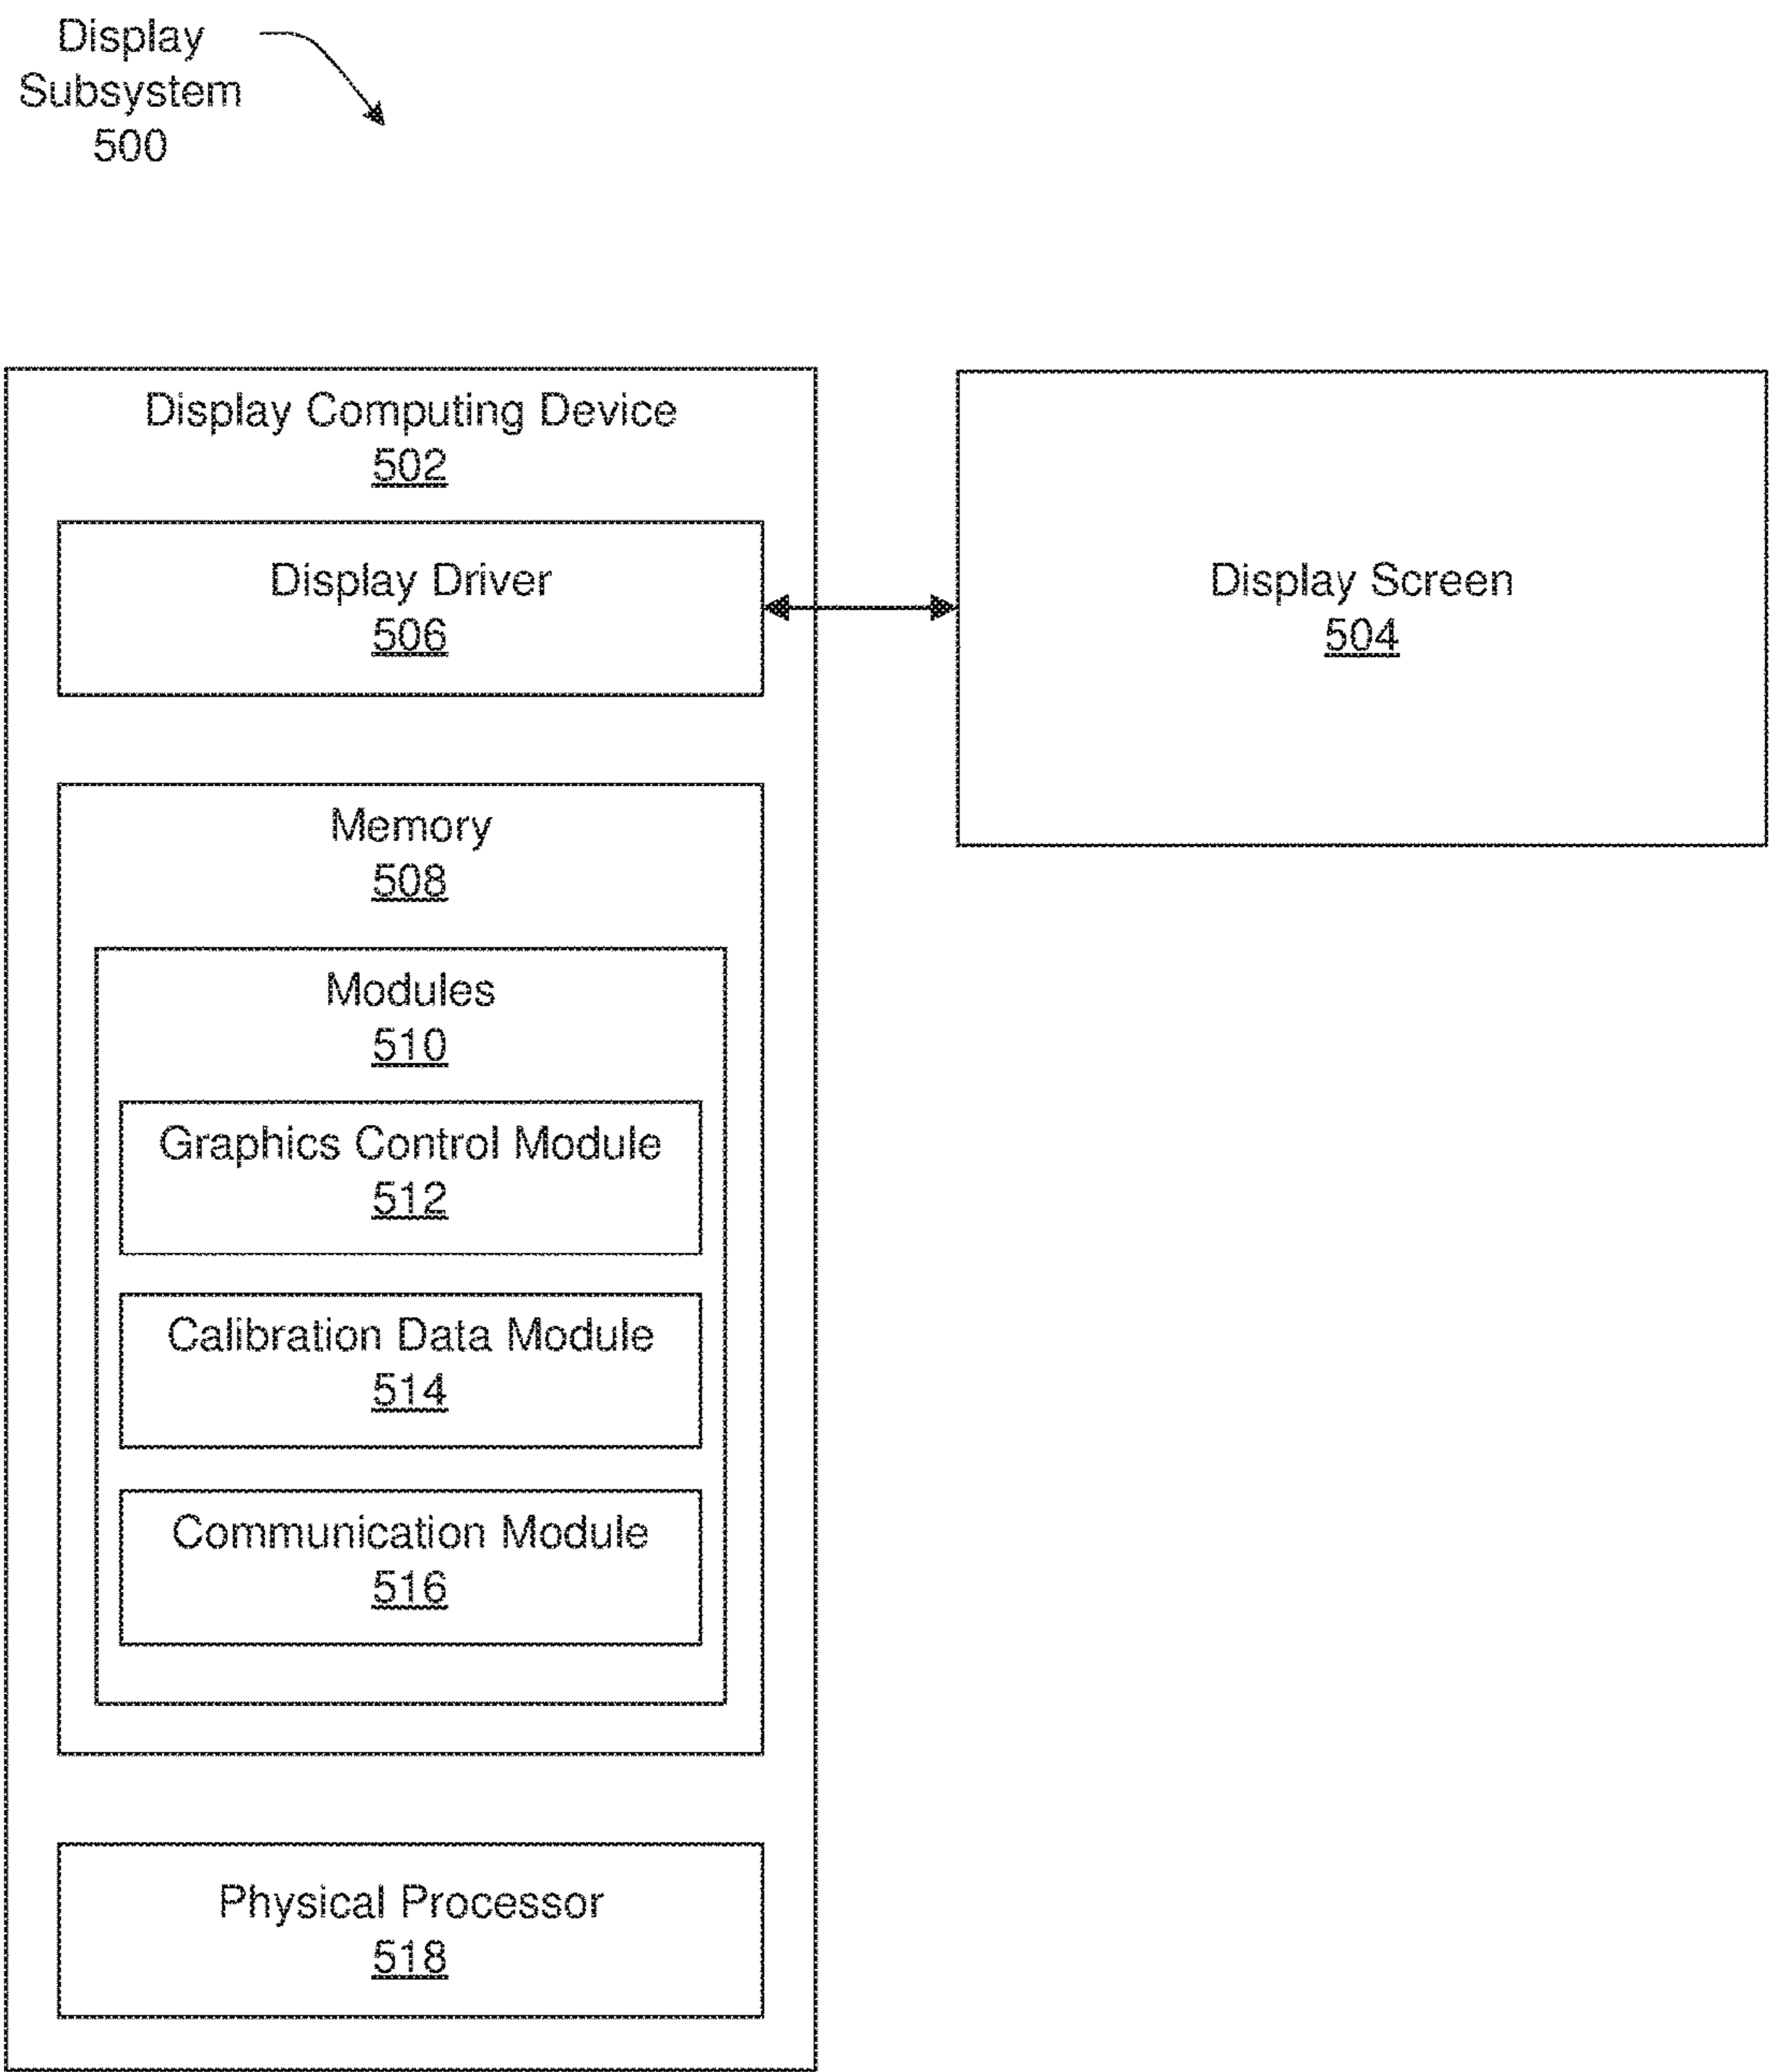 Display
Subsystem
500
Display Computing Device
502
Display Driver
506
Display Screen
504
Memory
508
Modules
510
Graphics Control Module
512
Calibration Data Module
514
Communication Module
516
Physical Processor
518